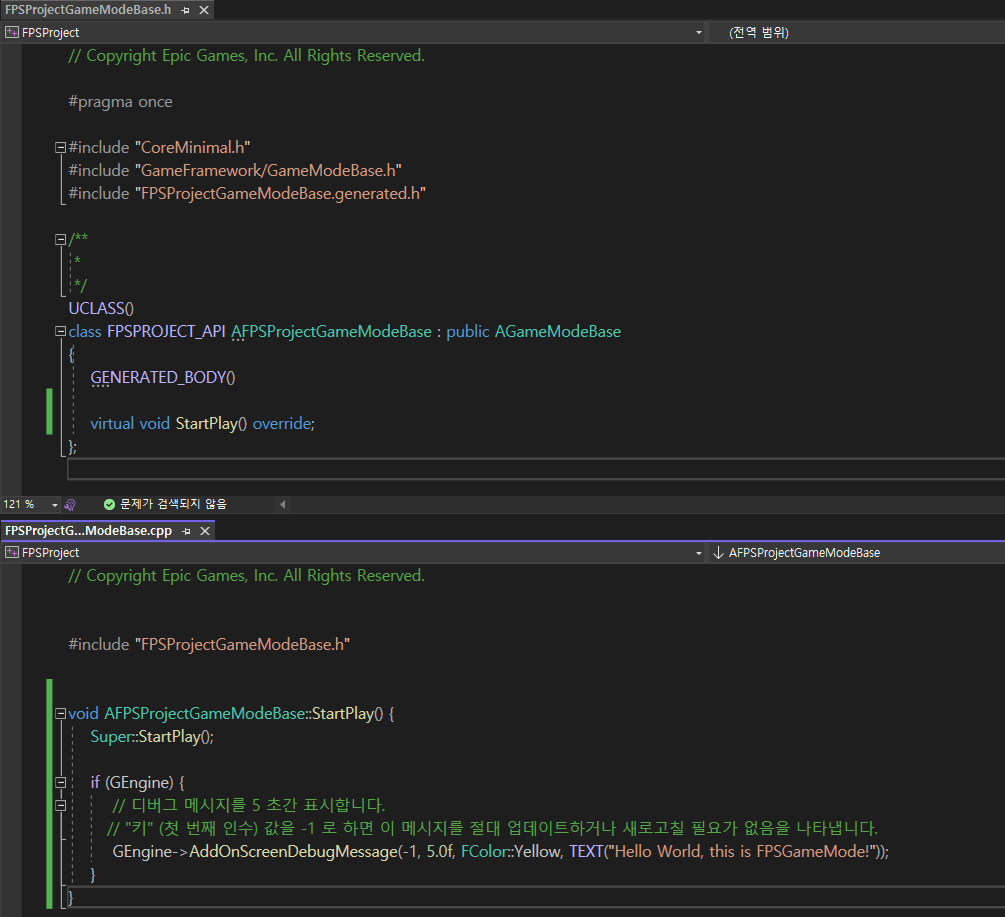 FPSProjectGameModeBase.h
FPSProject (전역 범위)
// Copyright Epic Games, Inc. All Rights Reserved.
#pragma once
#include "CoreMinimal.h"
#include "GameFramework/GameModeBase.h"
#include "FPSProjectGameModeBase.generated.h"
/**
*
*/
UCLASS()
class FPSPROJECT_API AFPSProjectGameModeBase : public AGameModeBase
{
GENERATED_BODY()
virtual void StartPlay() override;
};
121 % 문제가 검색되지 않음
FPSProjectG...ModeBase.cpp
FPSProject AFPSProjectGameModeBase
// Copyright Epic Games, Inc. All Rights Reserved.
#include "FPSProjectGameModeBase.h"
void AFPSProjectGameModeBase::StartPlay() {
Super::StartPlay();
if (GEngine) {
// 디버그 메시지를 5 초간 표시합니다.
// "키" (첫 번째 인수) 값을 -1 로 하면 이 메시지를 절대 업데이트하거나 새로고칠 필요가 없음을 나타냅니다.
GEngine->AddOnScreenDebugMessage(-1, 5.0f, FColor::Yellow, TEXT("Hello World, this is FPSGameMode!"));
}
}